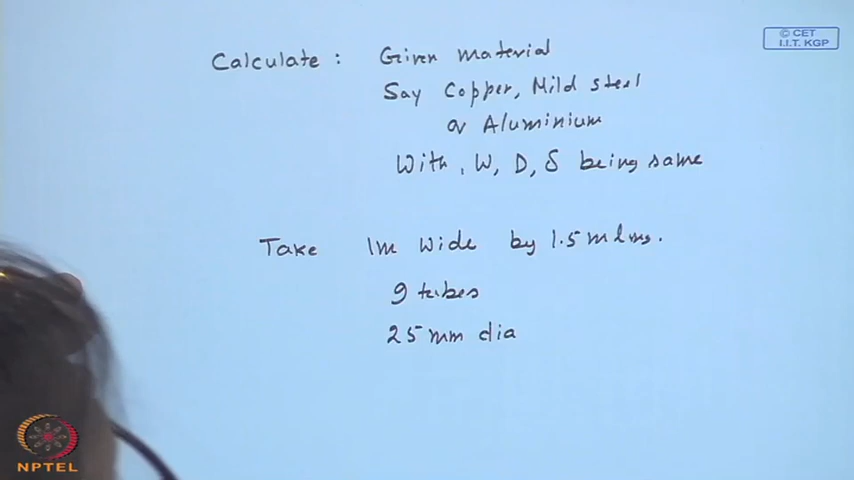 © CET
I.I.T. KGP
Calculate : Given material
Say Copper, Mild steel
or Aluminium
With, W, D, δ being same
Take 1m wide by 1.5 m long.
9 tubes
25 mm dia
NPTEL